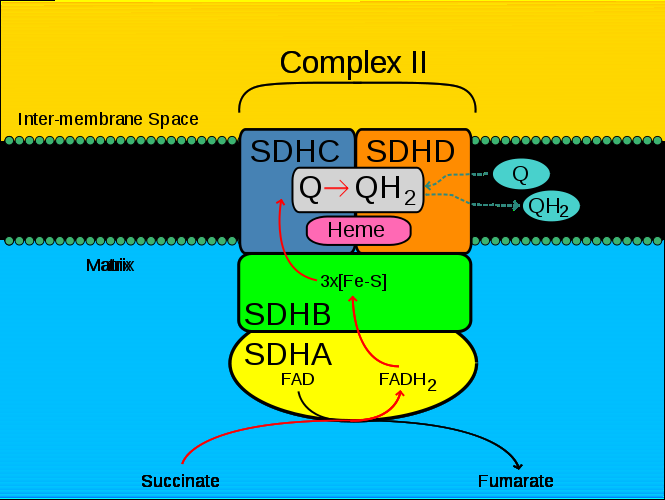 Complex II
Inter-membrane Space
SDHC
SDHD
Q → QH2
Q
QH2
Heme
Matrix
3x[Fe-S]
SDHB
SDHA
FAD
FADH2
Succinate
Fumarate